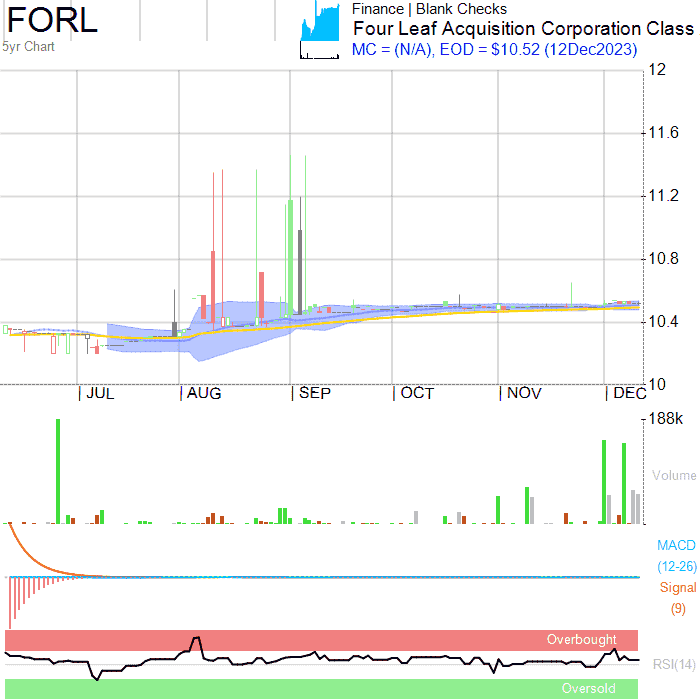 FORL
5yr Chart
Finance | Blank Checks
Four Leaf Acquisition Corporation Class
MC = (N/A), EOD = $10.52 (12Dec2023)
12
11.6
11.2
10.8
10.4
10
JUL
AUG
SEP
OCT
NOV
DEC
188k
Volume
MACD
(12-26)
Signal
(9)
Overbought
RSI(14)
Oversold